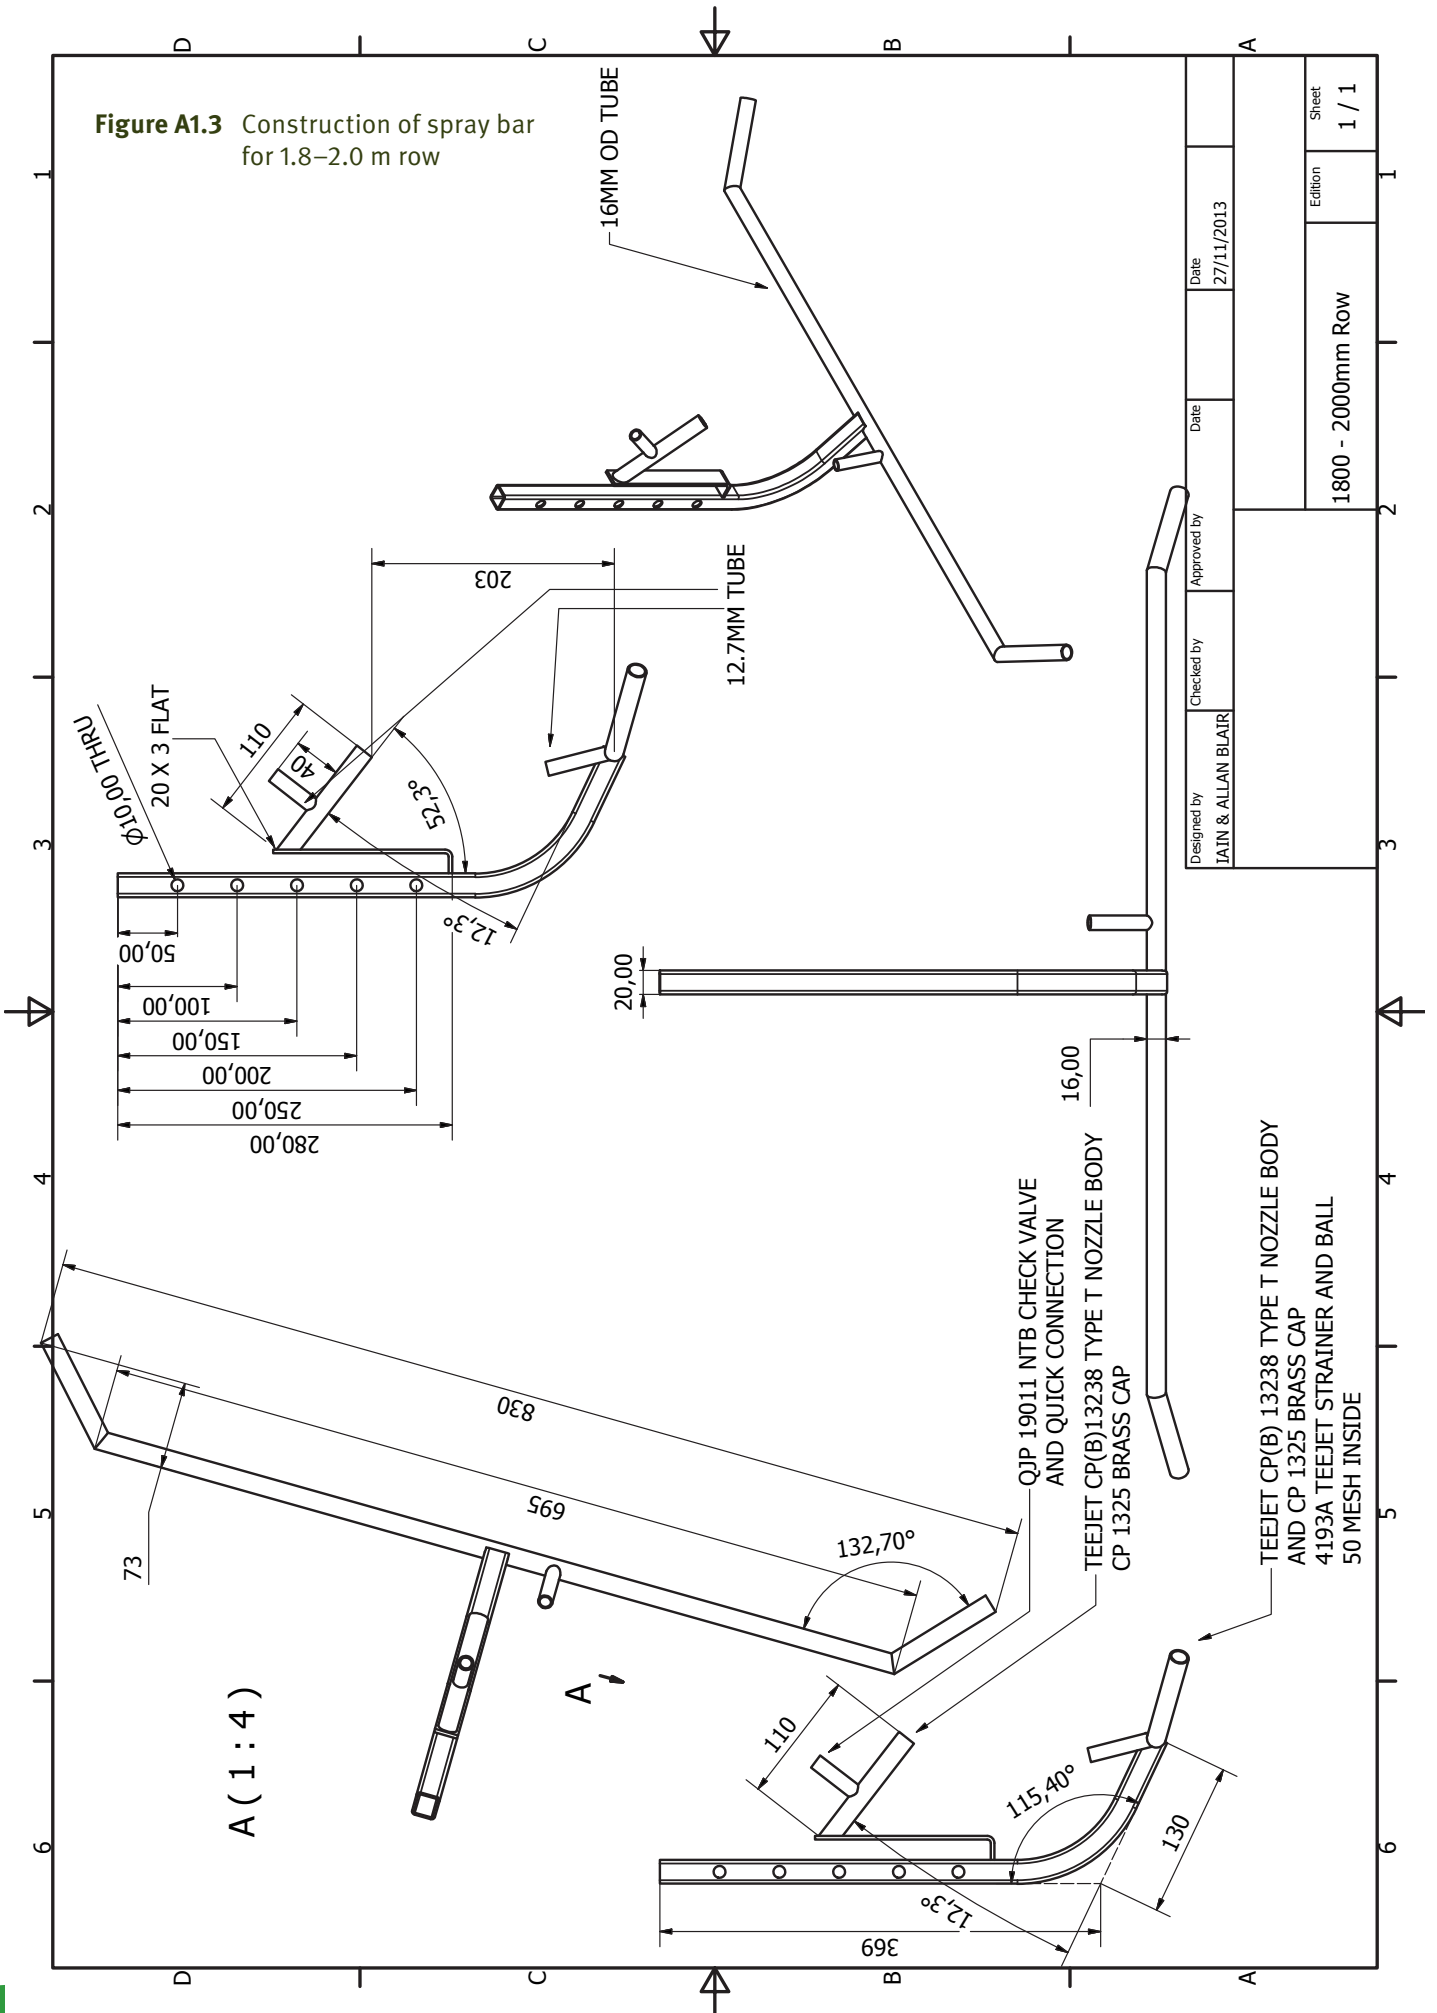 Figure A1.3 Construction of spray bar
for 1.8–2.0 m row
D
C
B
A
1
2
3
4
5
6
1
2
3
4
5
6
D
C
B
A
16MM OD TUBE
Ø10,00 THRU
20 X 3 FLAT
110
40
52,3°
12,3°
203
12.7MM TUBE
50,00
100,00
150,00
200,00
250,00
280,00
20,00
16,00
A ( 1 : 4 )
A
73
830
695
132,70°
QJP 19011 NTB CHECK VALVE
AND QUICK CONNECTION
TEEJET CP(B)13238 TYPE T NOZZLE BODY
CP 1325 BRASS CAP
TEEJET CP(B) 13238 TYPE T NOZZLE BODY
AND CP 1325 BRASS CAP
4193A TEEJET STRAINER AND BALL
50 MESH INSIDE
110
115,40°
130
12,3°
369
Designed by
IAIN & ALLAN BLAIR
Checked by
Approved by
Date
Date
27/11/2013
1800 - 2000mm Row
Edition
Sheet
1 / 1